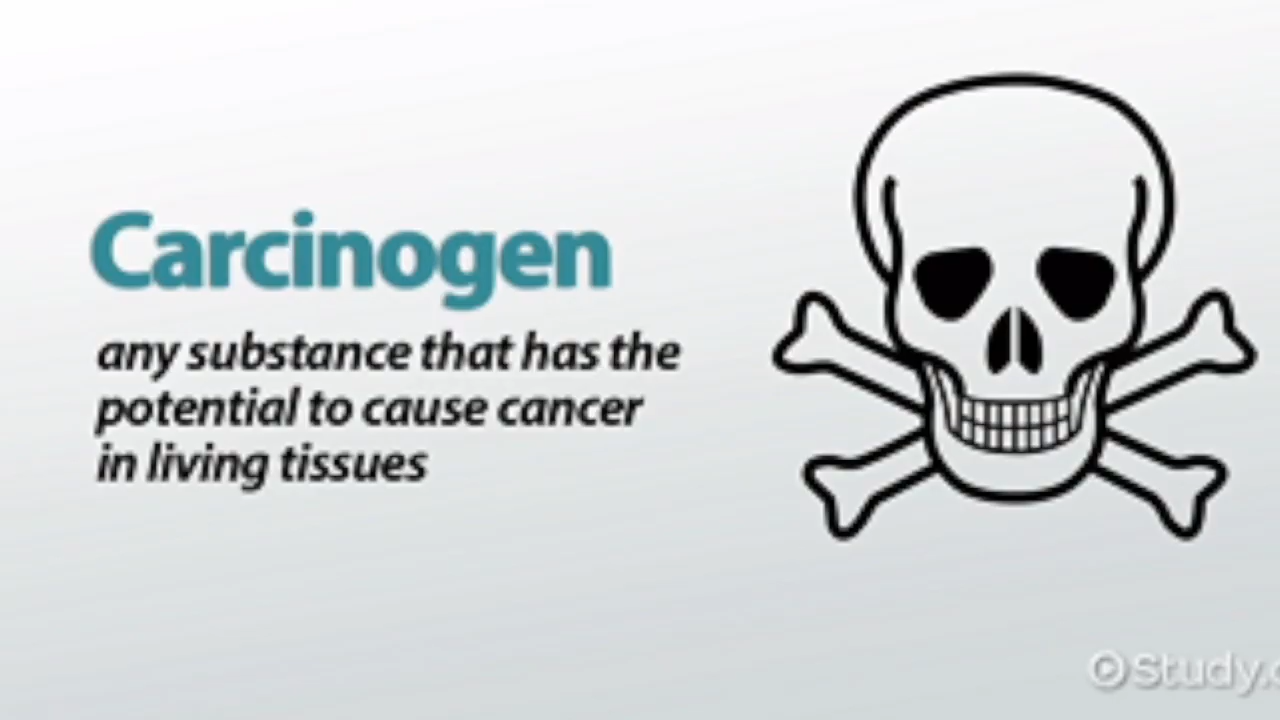 Carcinogen
any substance that has the
potential to cause cancer
in living tissues
Study.c